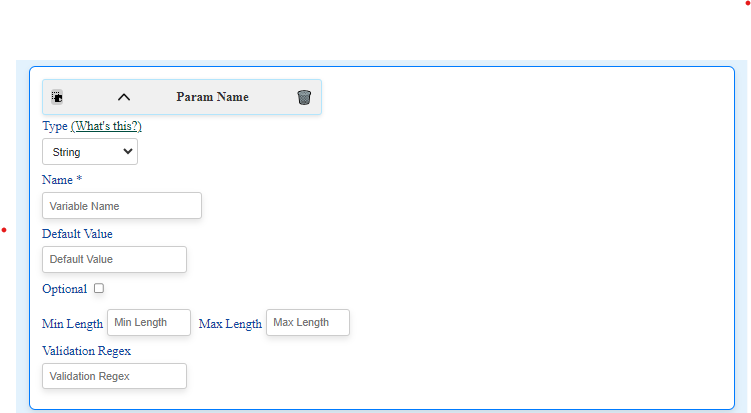 Param Name
Type (What's this?)
String
Name *
Variable Name
Default Value
Default Value
Optional
Min Length Min Length Max Length Max Length
Validation Regex
Validation Regex